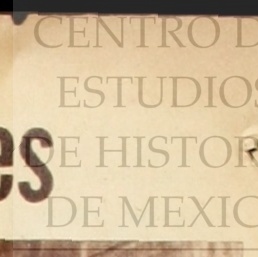 CENTRO D
ESTUDIOS
DE HISTOR
es
DE MEXIC